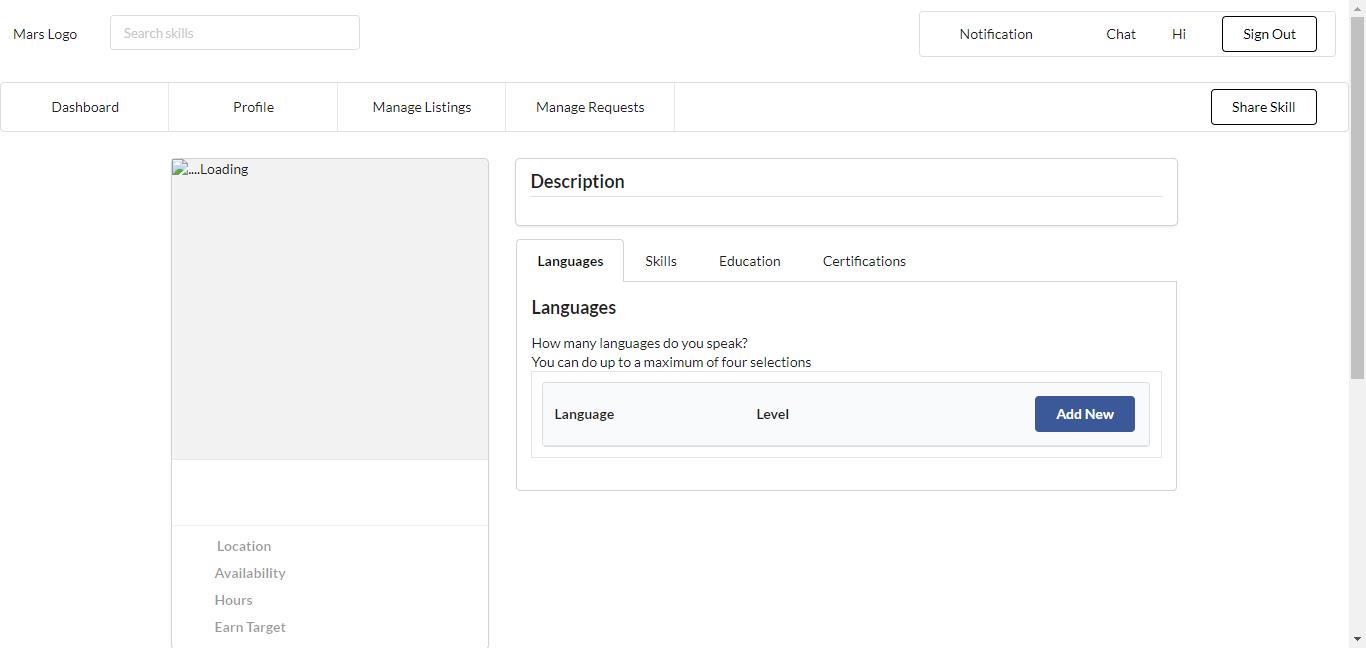 Mars Logo
Search skills
Notification
Chat
Hi
Sign Out
Dashboard
Profile
Manage Listings
Manage Requests
Share Skill
....Loading
Location
Availability
Hours
Earn Target
Description
Languages
Skills
Education
Certifications
Languages
How many languages do you speak?
You can do up to a maximum of four selections
Language
Level
Add New